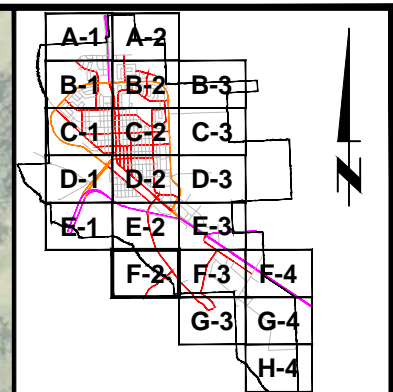 A-1 A-2
B-1 B-2 B-3
C-1 C-2 C-3
D-1 D-2 D-3
E-1 E-2 E-3
F-2 F-3 F-4
G-3 G-4
H-4
N